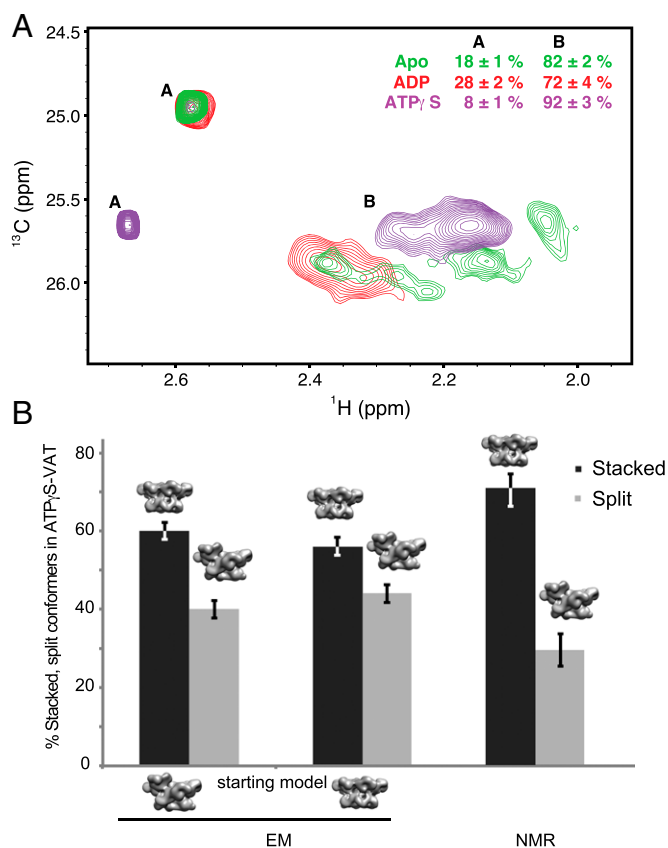 A
24.5
25.0
25.5
26.0
13C (ppm)
A B
Apo 18 ± 1 % 82 ± 2 %
ADP 28 ± 2 % 72 ± 4 %
ATPγ S 8 ± 1 % 92 ± 3 %
A
A
B
2.6 2.4 2.2 2.0
1H (ppm)
B
% Stacked, split conformers in ATPγS-VAT
80
60
40
20
0
Stacked
Split
starting model
EM NMR